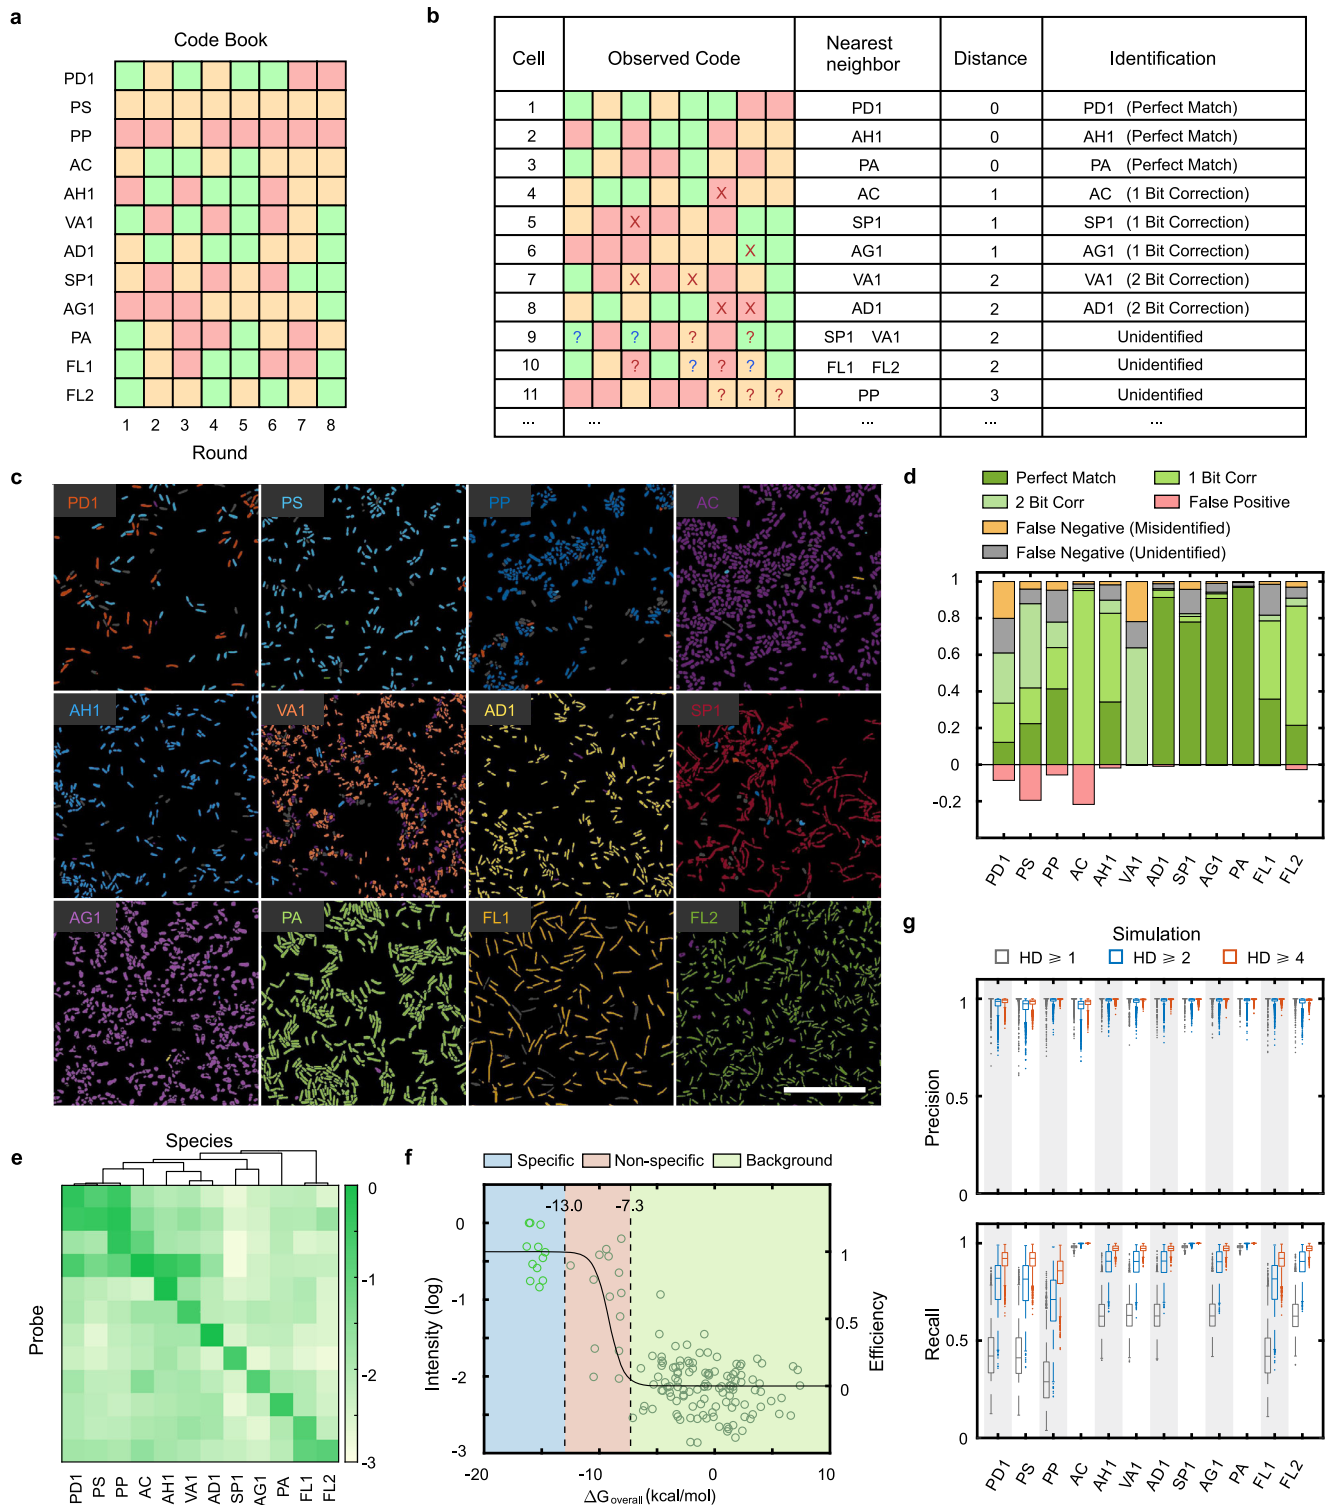 a
Code Book
PD1
PS
PP
AC
AH1
VA1
AD1
SP1
AG1
PA
FL1
FL2
1 2 3 4 5 6 7 8
Round
b
Cell Observed Code Nearest neighbor Distance Identification
1 PD1 0 PD1 (Perfect Match)
2 AH1 0 AH1 (Perfect Match)
3 PA 0 PA (Perfect Match)
4 X AC 1 AC (1 Bit Correction)
5 X SP1 1 SP1 (1 Bit Correction)
6 X AG1 1 AG1 (1 Bit Correction)
7 X X VA1 2 VA1 (2 Bit Correction)
8 X X AD1 2 AD1 (2 Bit Correction)
9 ? ? ? ? SP1 VA1 2 Unidentified
10 ? ? ? ? FL1 FL2 2 Unidentified
11 ? ? ? PP 3 Unidentified
... ... ... ... ...
c
PD1 PS PP AC
AH1 VA1 AD1 SP1
AG1 PA FL1 FL2
d
Perfect Match 1 Bit Corr
2 Bit Corr False Positive
False Negative (Misidentified)
False Negative (Unidentified)
1
0.8
0.6
0.4
0.2
0
-0.2
PD1 PS PP AC AH1 VA1 AD1 SP1 AG1 PA FL1 FL2
e
Species
Probe
0
-1
-2
-3
PD1 PS PP AC AH1 VA1 AD1 SP1 AG1 PA FL1 FL2
f
Specific Non-specific Background
-13.0 -7.3
Intensity (log)
0
-1
-2
-3
Efficiency
1
0.5
0
-20 -10 0 10
ΔGoverall (kcal/mol)
g
Simulation
HD ⩾ 1 HD ⩾ 2 HD ⩾ 4
Precision
1
0.5
0
Recall
1
0.5
0
PD1 PS PP AC AH1 VA1 AD1 SP1 AG1 PA FL1 FL2